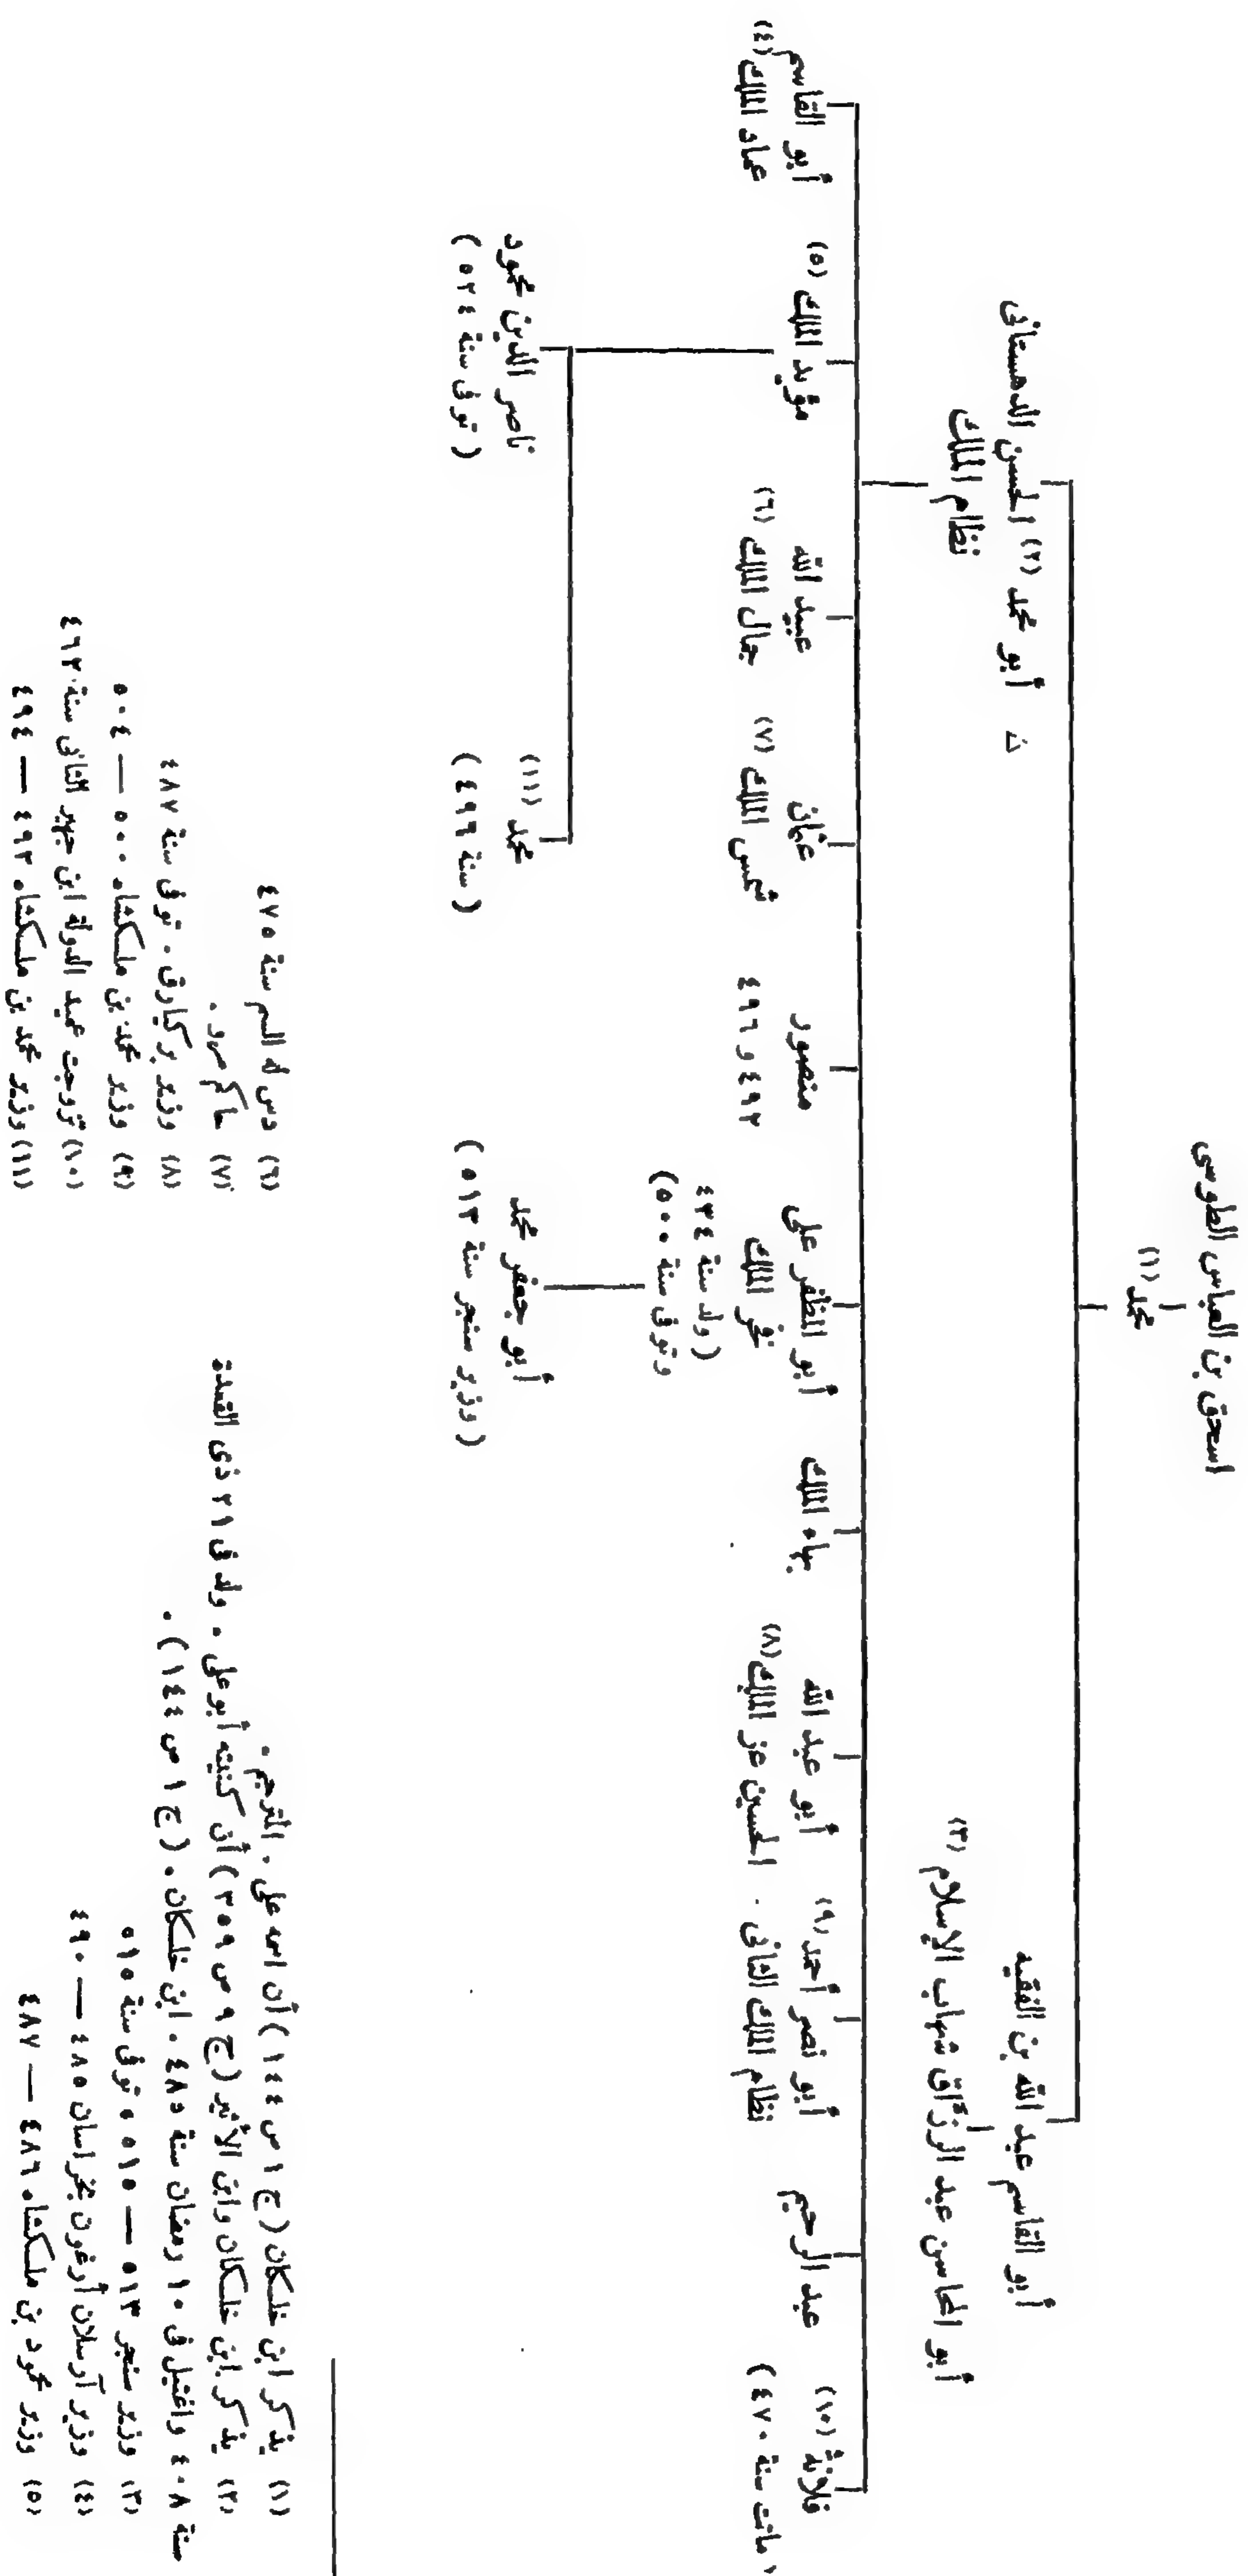 اسحق بن العباس الطوسى
محمد (١)
أبو القاسم عبد الله بن الفقيه
أبو المحاسن عبد الرزاق شهاب الإسلام (٣)
ث أبو محمد (٢) الحسن الدهستانى
نظام الملك
فلانة (١٠)
ماتت سنة ٤٧٠ )
عبد الرحيم
أبو نصر أحمد (٩)
نظام الملك الثانى .
أبو عبد الله
الحسين عز الملك (٨)
بهاء الملك
أبو المظفر على
فخر الملك
(ولد سنة ٤٣٤
وتوفى سنة ٥٠٠)
منصور
٤٩٢ و ٤٩٦
عثمان
شمس الملك (٧)
عبيد الله
جمال الملك (٦)
مؤيد الملك (٥)
أبو القاسم
عماد الملك (٤)
أبو جعفر محمد
( وزير سنجر سنة ٥١٣ )
محمد (١١)
( سنة ٤٩٦ )
ناصر الدين محمود
( توفى سنة ٥٢٤ )
(١) يذكر ابن خلكان ( ج ١ ص ١٤٤ ) أن اسمه على . المترجم .
(٢) يذكر ابن خلكان وابن الأثير ( ج ٩ ص ٣٥٩ ) أن كنيته أبو على . ولد فى ٢١ ذى القعدة
سنة ٤٠٨ واغتيل فى ١٠ رمضان سنة ٤٨٥ . ابن خلكان . ( ج ١ ص ١٤٤ ) .
(٣) وزير سنجر ٥١٣ — ٥١٥ ، توفى سنة ٥١٥
(٤) وزير آرسلان أرغون بخراسان ٤٨٥ — ٤٩٠
(٥) وزير محمود بن ملكشاه ٤٨٦ — ٤٨٧
(٦) دس له السم سنة ٤٧٥
(٧) حاكم مرو .
(٨) وزير بركيارق . توفى سنة ٤٨٧
(٩) وزير محمد بن ملكشاه ٥٠٠ — ٥٠٤
(١٠) تزوجت عميد الدولة ابن جهير الثانى سنة ٤٦٢
(١١) وزير محمد بن ملكشاه ٤٩٢ — ٤٩٤